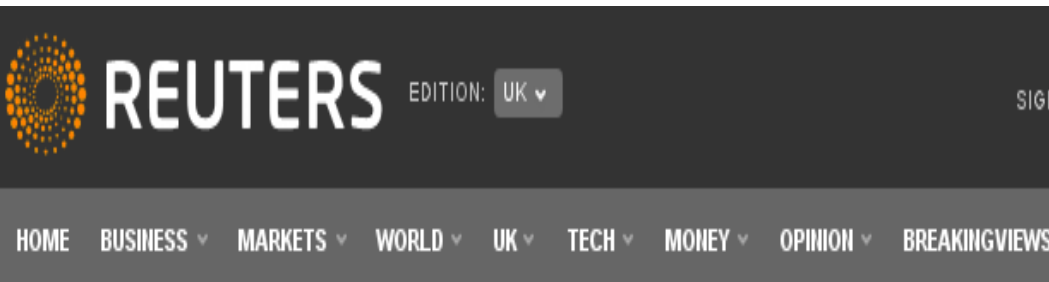 REUTERS EDITION: UK
HOME BUSINESS MARKETS WORLD UK TECH MONEY OPINION BREAKINGVIEWS